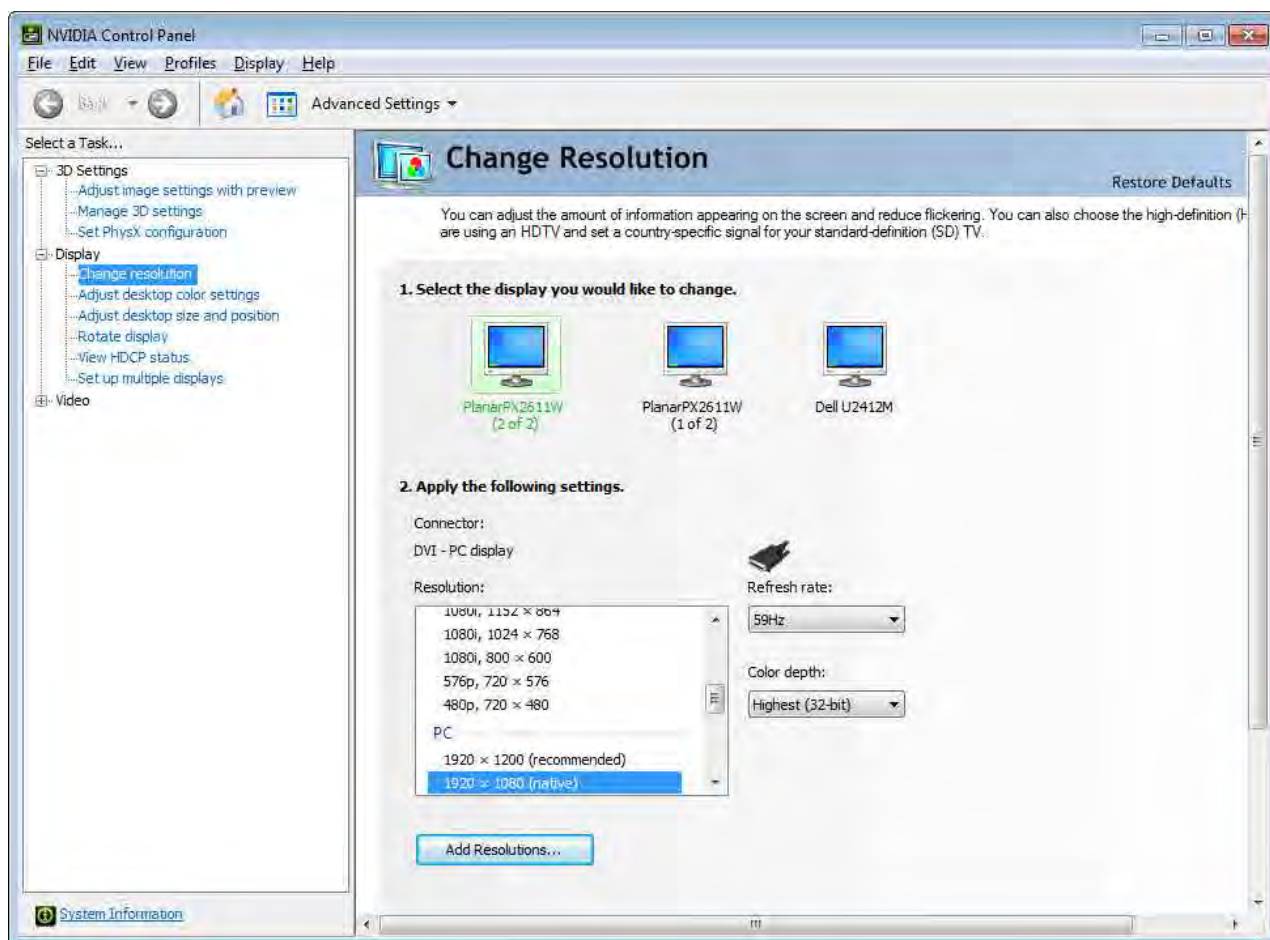 NVIDIA Control Panel
File Edit View Profiles Display Help
Back
Advanced Settings
Select a Task...
3D Settings
Adjust image settings with preview
Manage 3D settings
Set PhysX configuration
Display
Change resolution
Adjust desktop color settings
Adjust desktop size and position
Rotate display
View HDCP status
Set up multiple displays
Video
System Information
Change Resolution
Restore Defaults
You can adjust the amount of information appearing on the screen and reduce flickering. You can also choose the high-definition (H
are using an HDTV and set a country-specific signal for your standard-definition (SD) TV.
1. Select the display you would like to change.
PlanarPX2611W
(2 of 2)
PlanarPX2611W
(1 of 2)
Dell U2412M
2. Apply the following settings.
Connector:
DVI - PC display
Resolution:
1080i, 1152 × 864
1080i, 1024 × 768
1080i, 800 × 600
576p, 720 × 576
480p, 720 × 480
PC
1920 × 1200 (recommended)
1920 × 1080 (native)
Refresh rate:
59Hz
Color depth:
Highest (32-bit)
Add Resolutions...